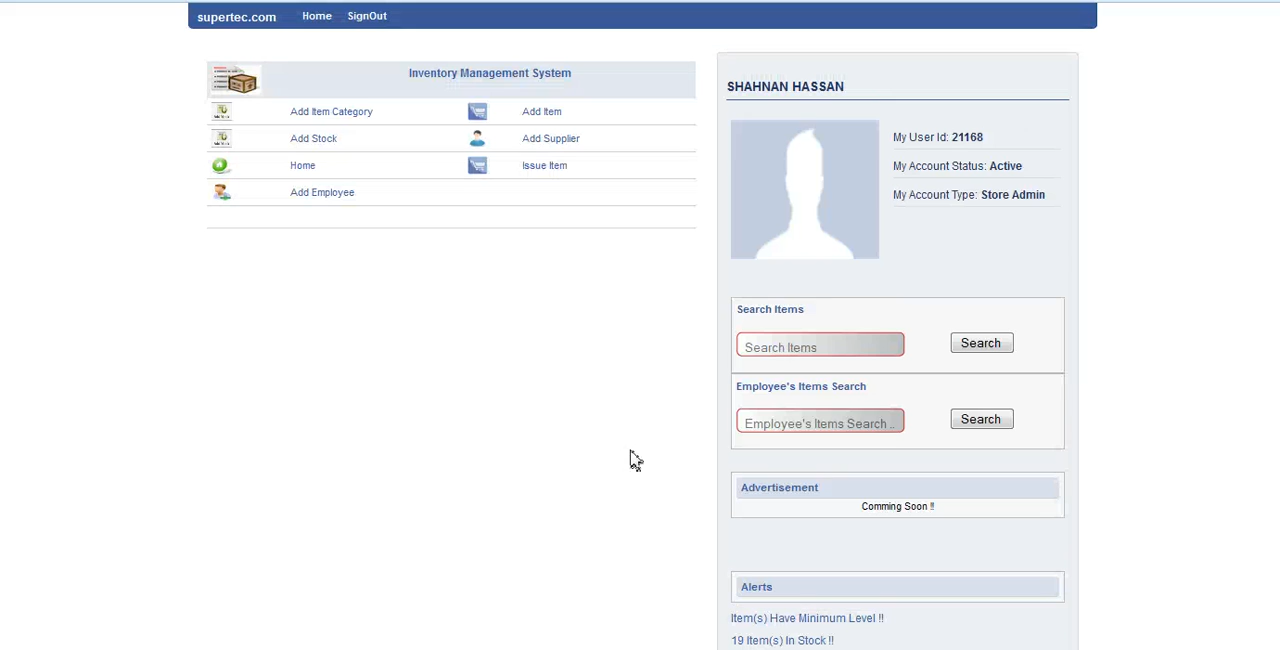 supertec.com Home SignOut
Inventory Management System
Add Item Category Add Item
Add Stock Add Supplier
Home Issue Item
Add Employee
SHAHNAN HASSAN
My User Id: 21168
My Account Status: Active
My Account Type: Store Admin
Search Items
Search Items Search
Employee's Items Search
Employee's Items Search .. Search
Advertisement
Comming Soon !!
Alerts
Item(s) Have Minimum Level !!
19 Item(s) In Stock !!